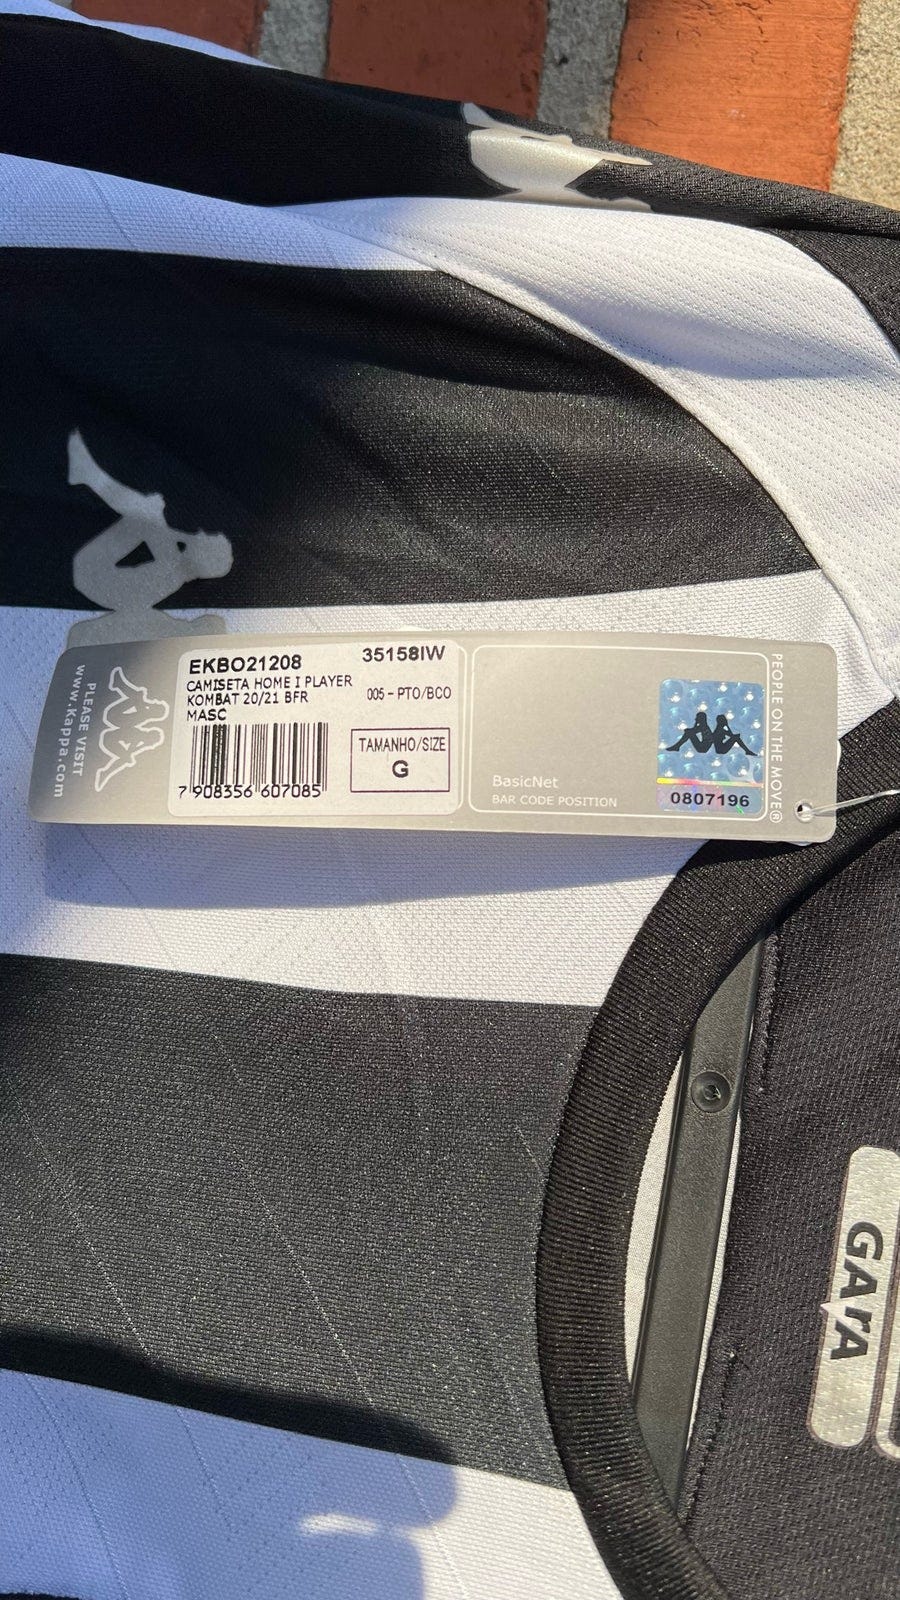 EKBO21208 35158IW
CAMISETA HOME I PLAYER
KOMBAT 20/21 BFR
MASC
005 - PTO/BCO
TAMANHO/SIZE
G
7 908356 607085
PLEASE VISIT
www.kappa.com
BasicNet
BAR CODE POSITION
0807196
PEOPLE ON THE MOVE®
GARRA